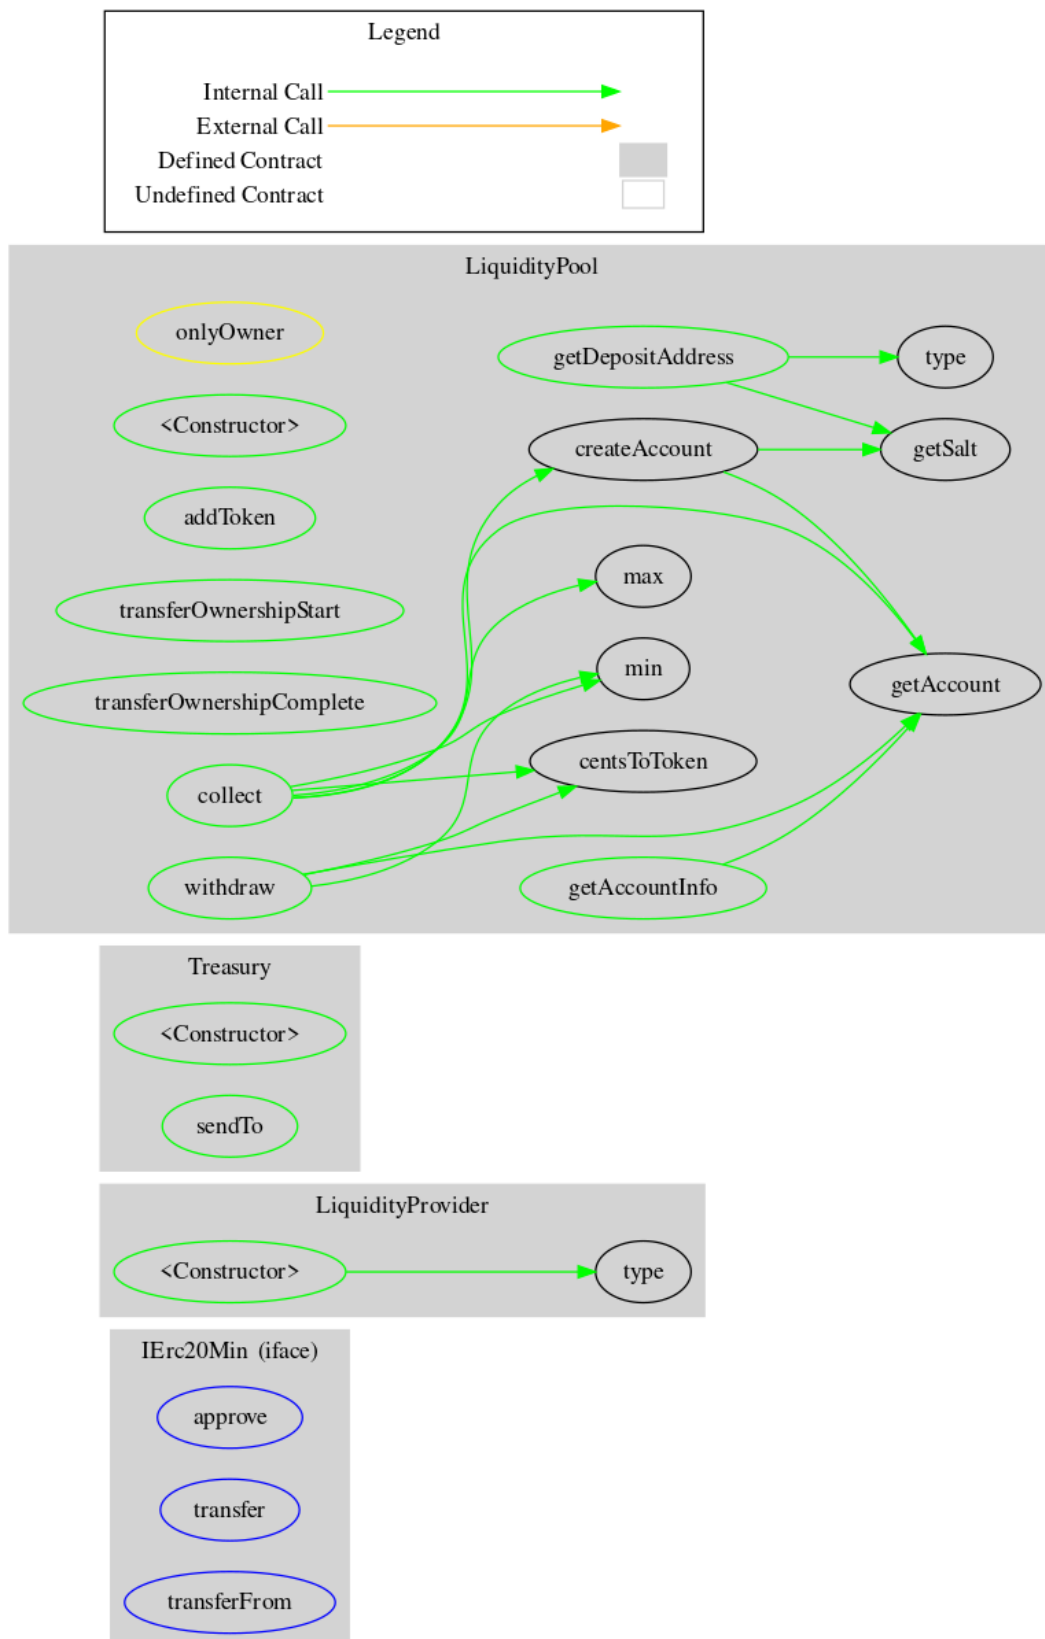 Legend
Internal Call
External Call
Defined Contract
Undefined Contract
LiquidityPool
onlyOwner
<Constructor>
addToken
transferOwnershipStart
transferOwnershipComplete
collect
withdraw
getDepositAddress
createAccount
max
min
centsToToken
getAccountInfo
type
getSalt
getAccount
Treasury
<Constructor>
sendTo
LiquidityProvider
<Constructor>
type
IErc20Min (iface)
approve
transfer
transferFrom